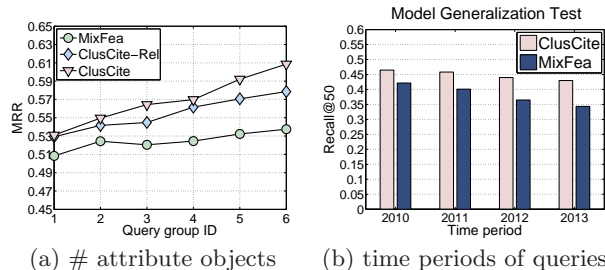 0.65
0.63
0.61
0.59
0.57
0.55
0.53
0.51
0.49
0.47
0.45
MRR
MixFea
ClusCite-Rel
ClusCite
1 2 3 4 5 6
Query group ID
(a) # attribute objects
Model Generalization Test
0.6
0.55
0.5
0.45
0.4
0.35
0.3
0.25
0.2
0.15
0.1
0.05
0
Recall@50
ClusCite
MixFea
2010 2011 2012 2013
Time period
(b) time periods of queries